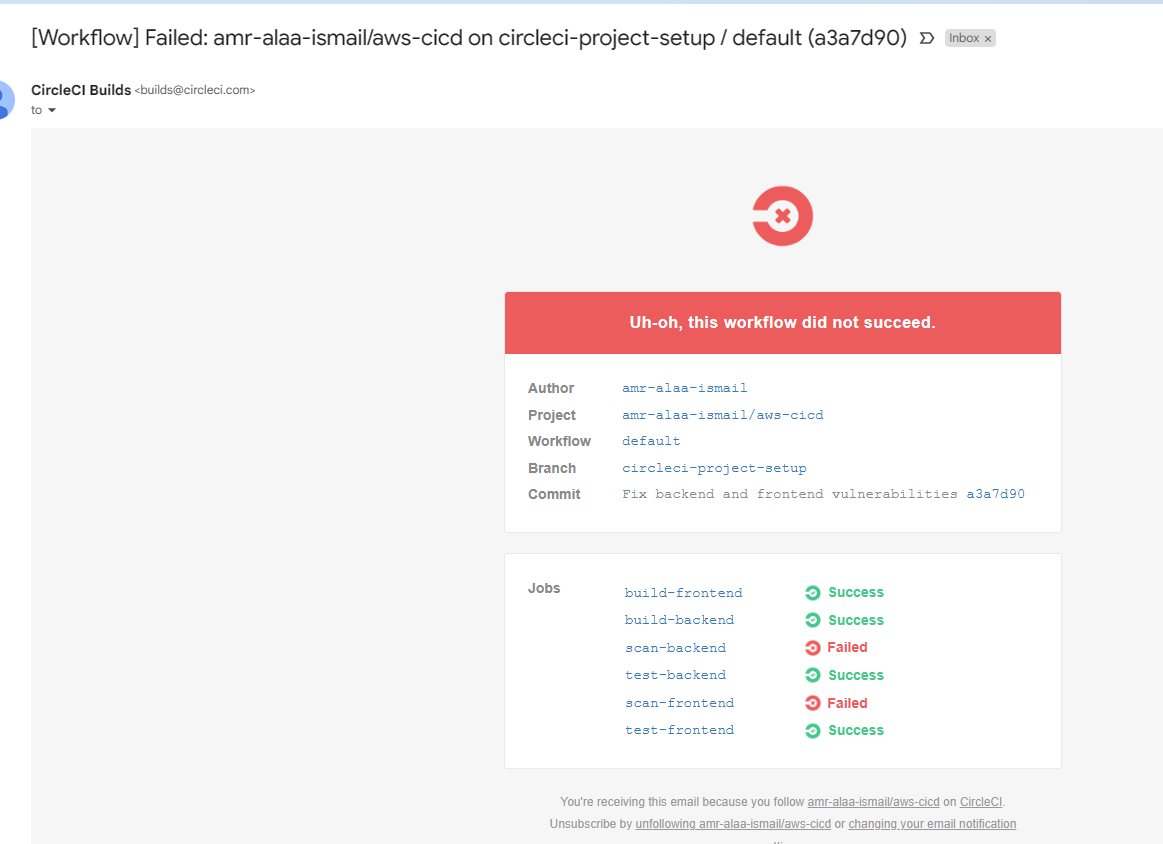 [Workflow] Failed: amr-alaa-ismail/aws-cicd on circleci-project-setup / default (a3a7d90) Inbox ×
CircleCI Builds <builds@circleci.com>
to
Uh-oh, this workflow did not succeed.
Author amr-alaa-ismail
Project amr-alaa-ismail/aws-cicd
Workflow default
Branch circleci-project-setup
Commit Fix backend and frontend vulnerabilities a3a7d90
Jobs build-frontend Success
build-backend Success
scan-backend Failed
test-backend Success
scan-frontend Failed
test-frontend Success
You're receiving this email because you follow amr-alaa-ismail/aws-cicd on CircleCI.
Unsubscribe by unfollowing amr-alaa-ismail/aws-cicd or changing your email notification